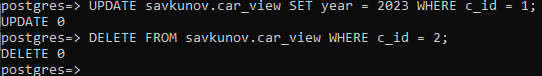 postgres=> UPDATE savkunov.car_view SET year = 2023 WHERE c_id = 1;
UPDATE 0
postgres=> DELETE FROM savkunov.car_view WHERE c_id = 2;
DELETE 0
postgres=>